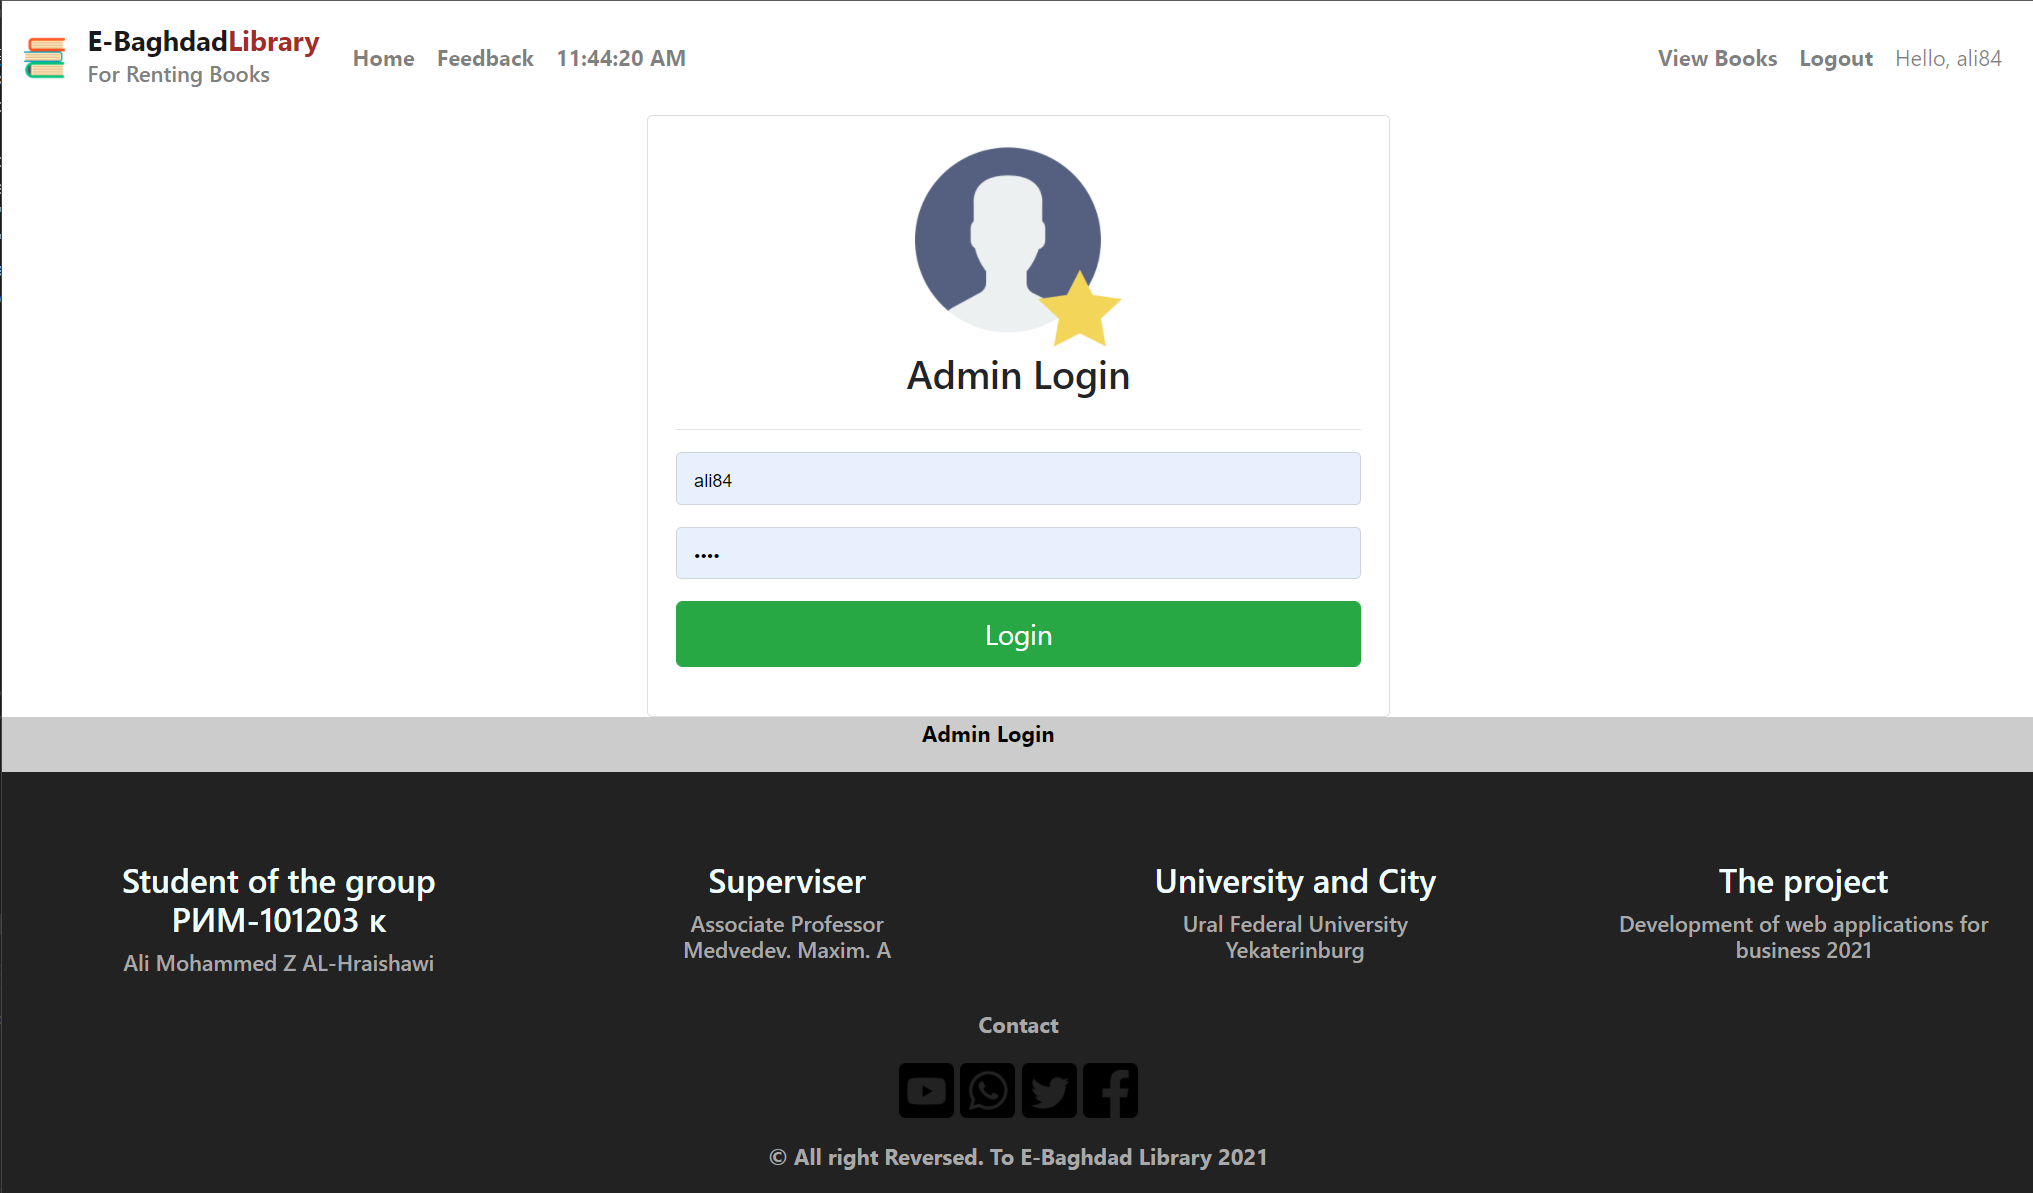 E-BaghdadLibrary
For Renting Books
Home Feedback 11:44:20 AM
View Books Logout Hello, ali84
Admin Login
ali84
••••
Login
Admin Login
Student of the group
РИМ-101203 к
Ali Mohammed Z AL-Hraishawi
Superviser
Associate Professor
Medvedev. Maxim. A
University and City
Ural Federal University
Yekaterinburg
The project
Development of web applications for
business 2021
Contact
© All right Reversed. To E-Baghdad Library 2021